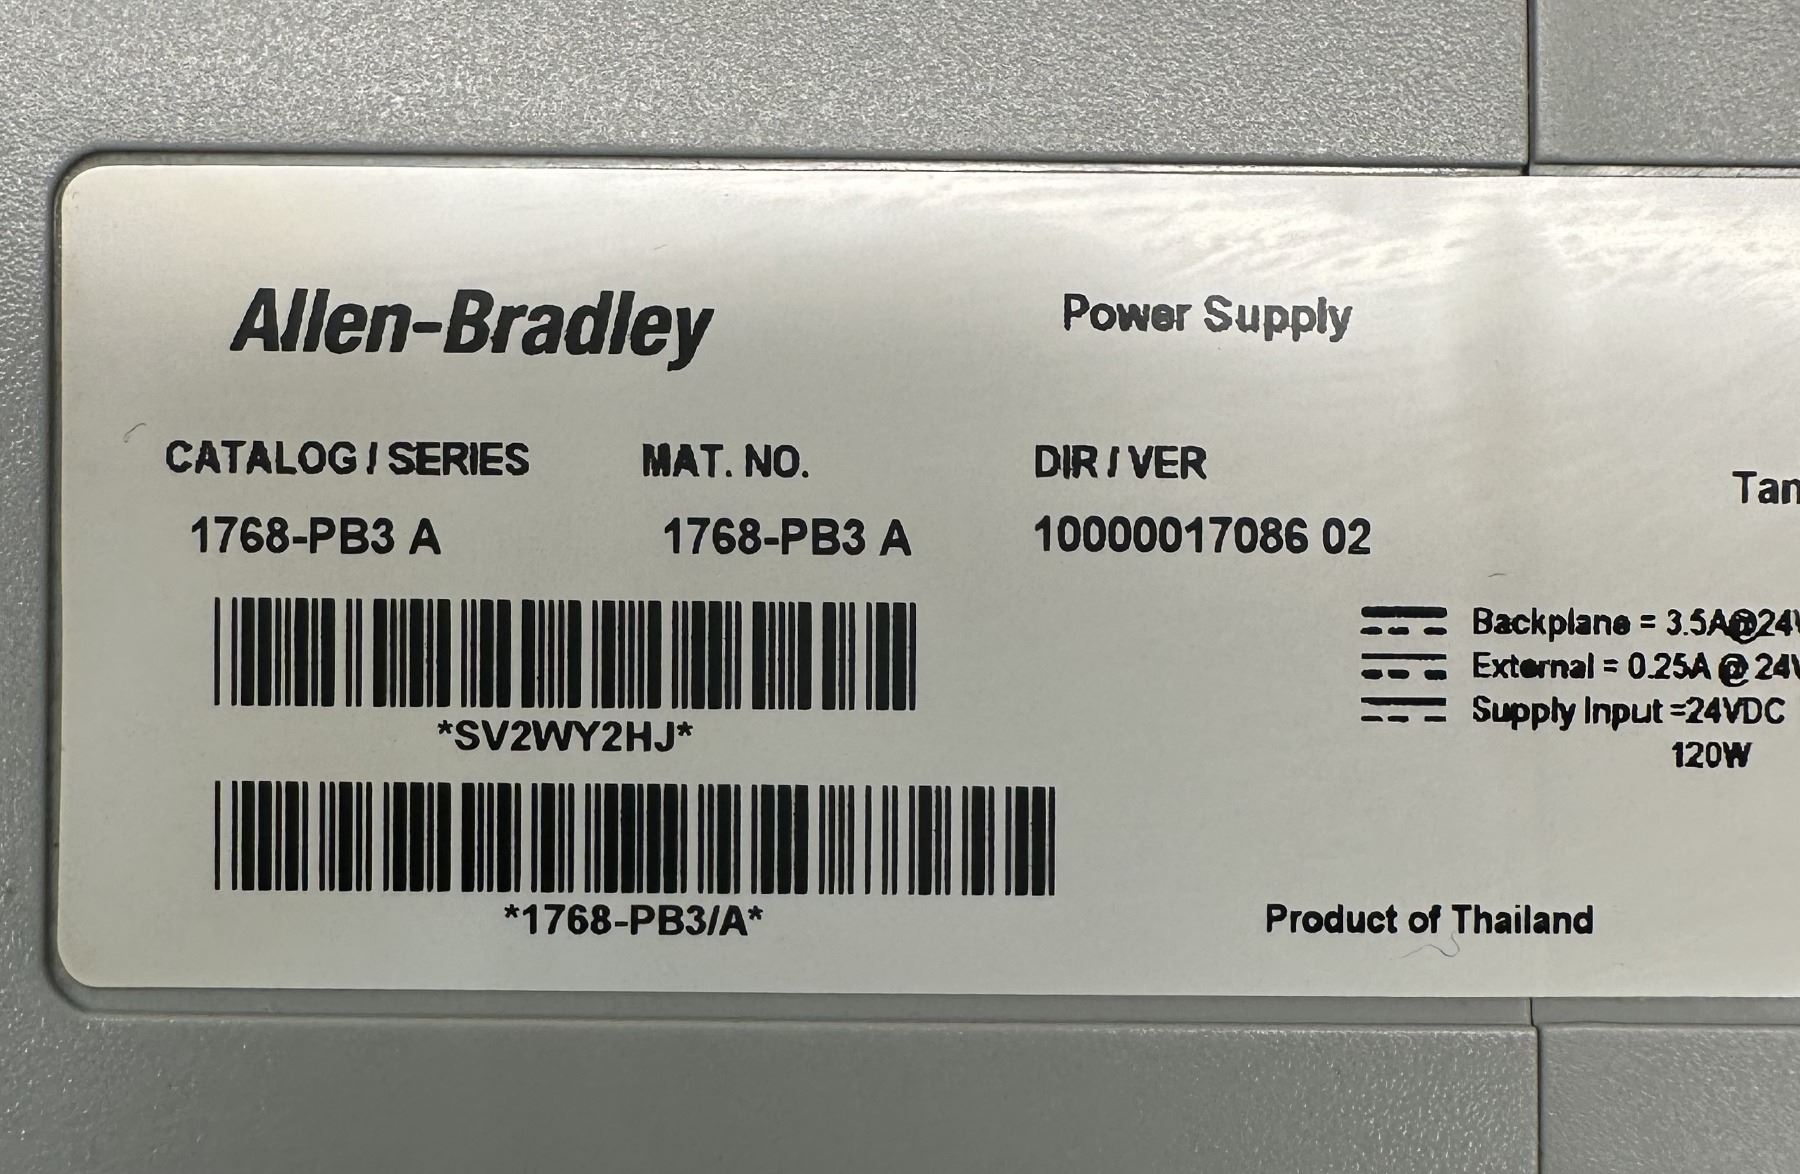 Allen-Bradley
Power Supply
CATALOG / SERIES MAT. NO. DIR / VER
1768-PB3 A 1768-PB3 A 10000017086 02
Tan
Backplane = 3.5A@24V
External = 0.25A @ 24V
Supply Input =24VDC
120W
*SV2WY2HJ*
*1768-PB3/A*
Product of Thailand